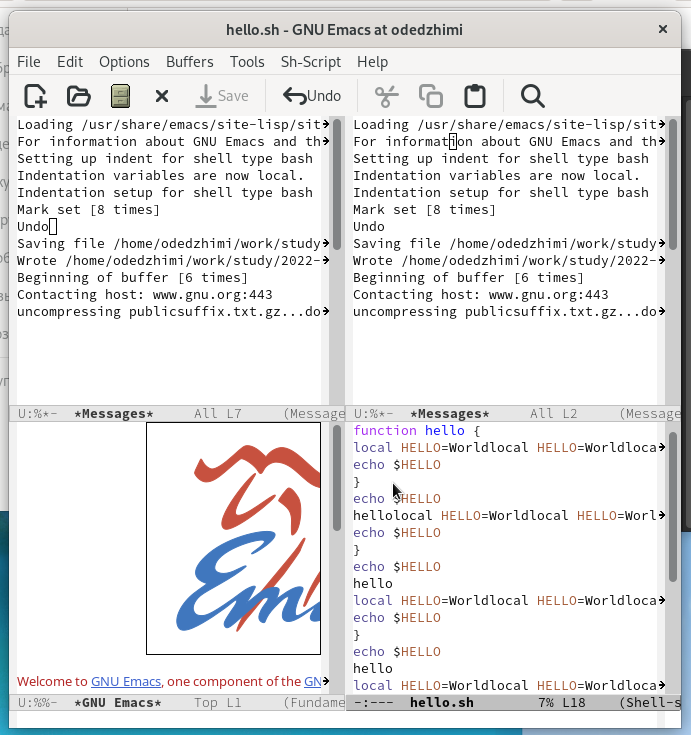 hello.sh - GNU Emacs at odedzhimi
File Edit Options Buffers Tools Sh-Script Help
Save Undo
Loading /usr/share/emacs/site-lisp/sit
For information about GNU Emacs and th
Setting up indent for shell type bash
Indentation variables are now local.
Indentation setup for shell type bash
Mark set [8 times]
Undo
Saving file /home/odedzhimi/work/study
Wrote /home/odedzhimi/work/study/2022-
Beginning of buffer [6 times]
Contacting host: www.gnu.org:443
uncompressing publicsuffix.txt.gz...do
U:%*- *Messages* All L7 (Message
Loading /usr/share/emacs/site-lisp/sit
For information about GNU Emacs and th
Setting up indent for shell type bash
Indentation variables are now local.
Indentation setup for shell type bash
Mark set [8 times]
Undo
Saving file /home/odedzhimi/work/study
Wrote /home/odedzhimi/work/study/2022-
Beginning of buffer [6 times]
Contacting host: www.gnu.org:443
uncompressing publicsuffix.txt.gz...do
U:%*- *Messages* All L2 (Message
Em
Welcome to GNU Emacs, one component of the GN
U:%%- *GNU Emacs* Top L1 (Fundame
function hello {
local HELLO=Worldlocal HELLO=Worldloca
echo $HELLO
}
echo $HELLO
hellolocal HELLO=Worldlocal HELLO=Worl
echo $HELLO
}
echo $HELLO
hello
local HELLO=Worldlocal HELLO=Worldloca
echo $HELLO
}
echo $HELLO
hello
local HELLO=Worldlocal HELLO=Worldloca
-:--- hello.sh 7% L18 (Shell-s